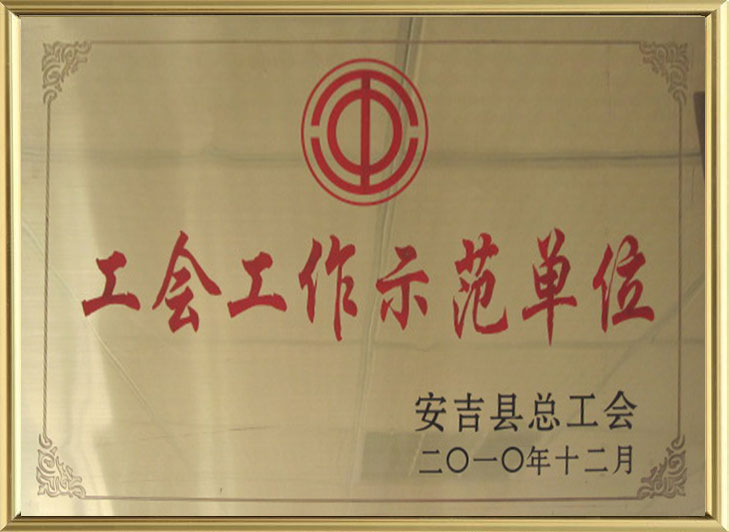 工会工作示范单位
安吉县总工会
二〇一〇年十二月